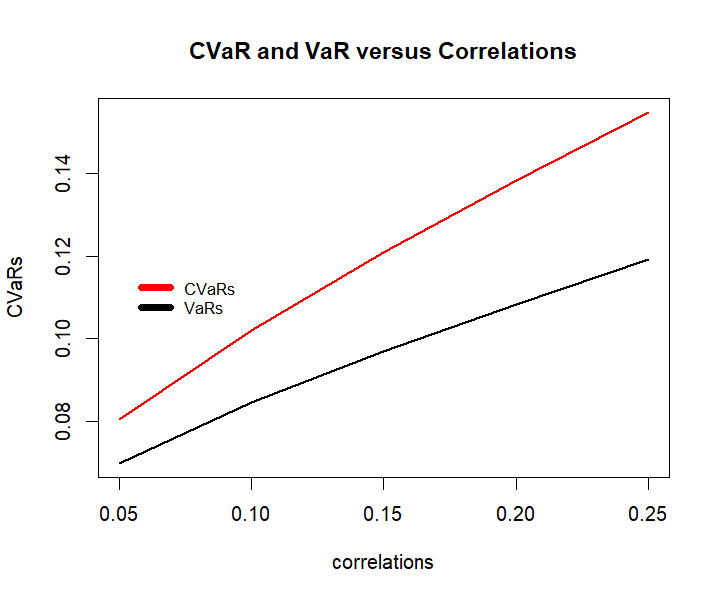 CVaR and VaR versus Correlations
CVaRs
0.14
0.12
0.10
0.08
CVaRs
VaRs
0.05 0.10 0.15 0.20 0.25
correlations